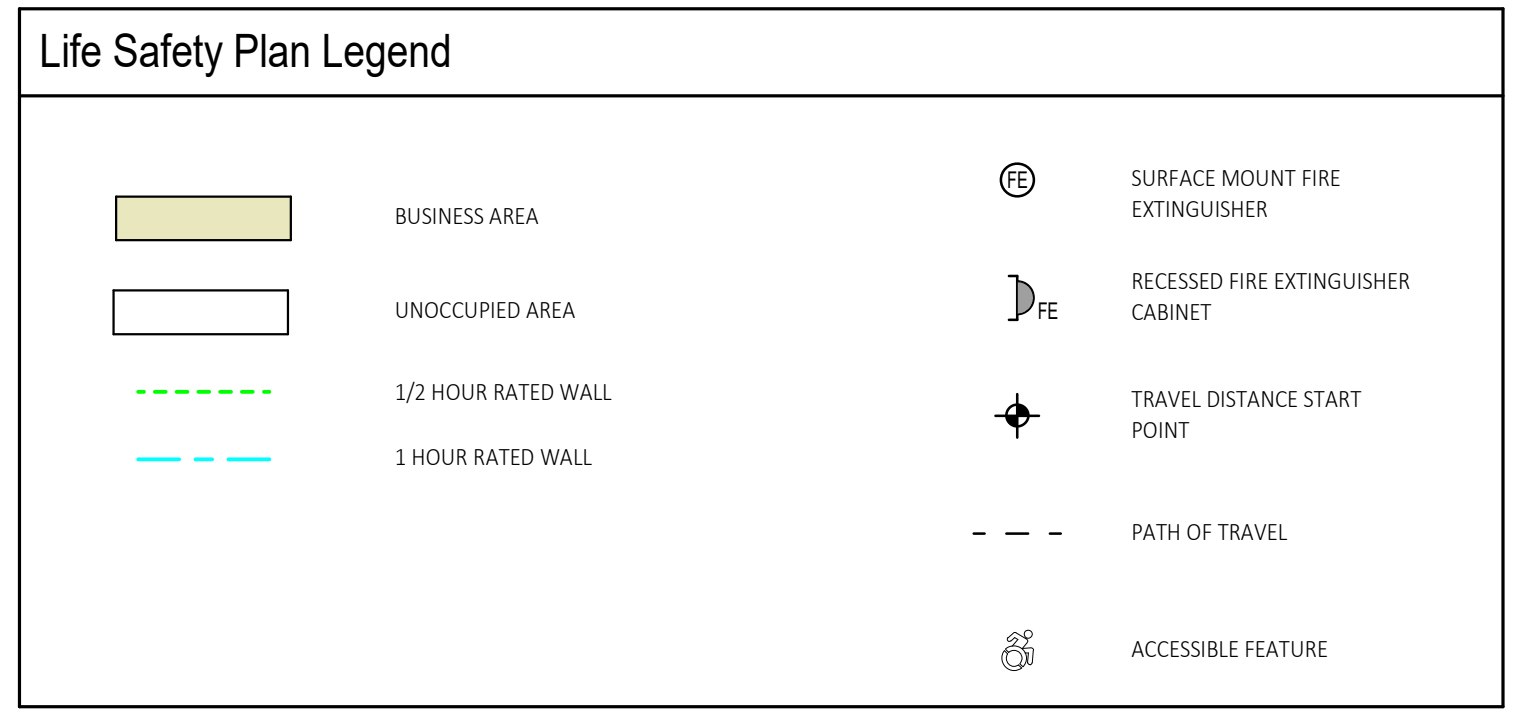 Life Safety Plan Legend
BUSINESS AREA
UNOCCUPIED AREA
1/2 HOUR RATED WALL
1 HOUR RATED WALL
FE
SURFACE MOUNT FIRE
EXTINGUISHER
FE
RECESSED FIRE EXTINGUISHER
CABINET
TRAVEL DISTANCE START
POINT
PATH OF TRAVEL
ACCESSIBLE FEATURE